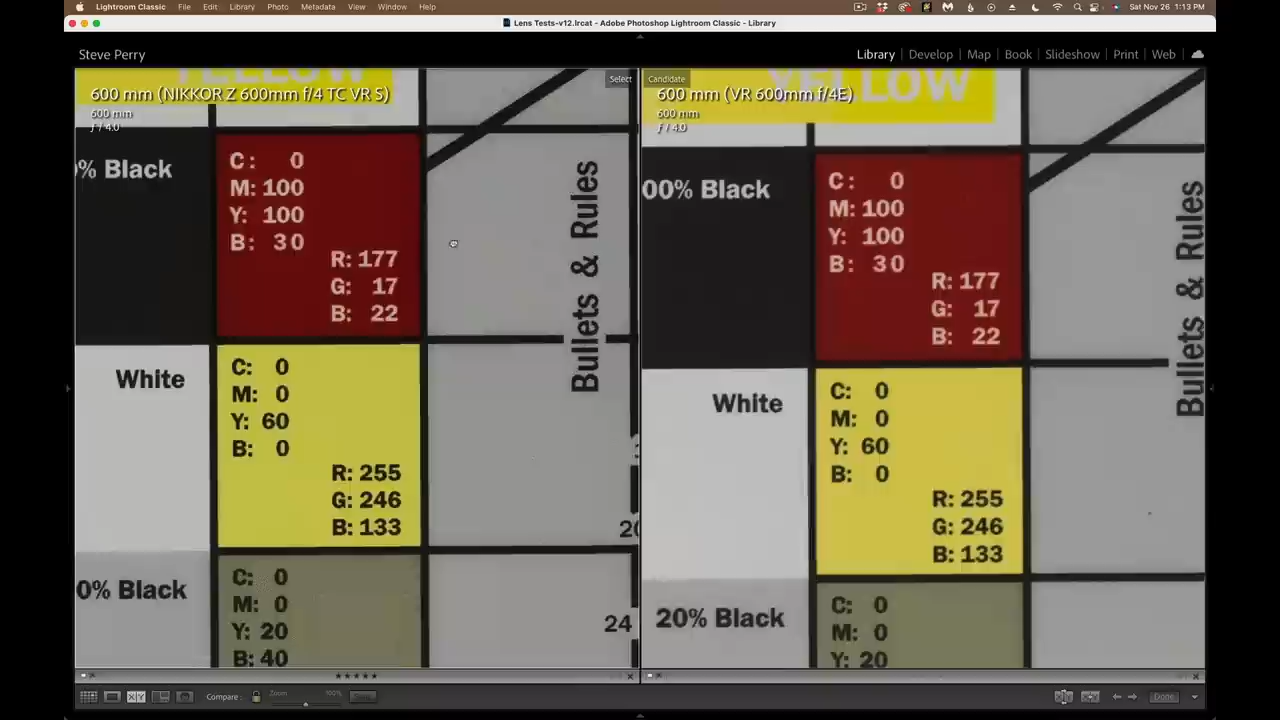 Lightroom Classic File Edit Library Photo Metadata View Window Help
Sat Nov 26 1:13 PM
Lens Tests-v12.lrcat - Adobe Photoshop Lightroom Classic - Library
Steve Perry
Library | Develop | Map | Book | Slideshow | Print | Web
Select
YELLOW
600 mm (NIKKOR Z 600mm f/4 TC VR S)
600 mm
ƒ / 4.0
% Black
C: 0
M: 100
Y: 100
B: 30
R: 177
G: 17
B: 22
Bullets & Rules
White
C: 0
M: 0
Y: 60
B: 0
R: 255
G: 246
B: 133
0% Black
C: 0
M: 0
Y: 20
B: 40
20
24
Candidate
YELLOW
600 mm (VR 600mm f/4E)
600 mm
ƒ / 4.0
00% Black
C: 0
M: 100
Y: 100
B: 30
R: 177
G: 17
B: 22
Bullets & Rules
White
C: 0
M: 0
Y: 60
B: 0
R: 255
G: 246
B: 133
20% Black
C: 0
M: 0
Y: 20
Compare : Zoom 100%
Done